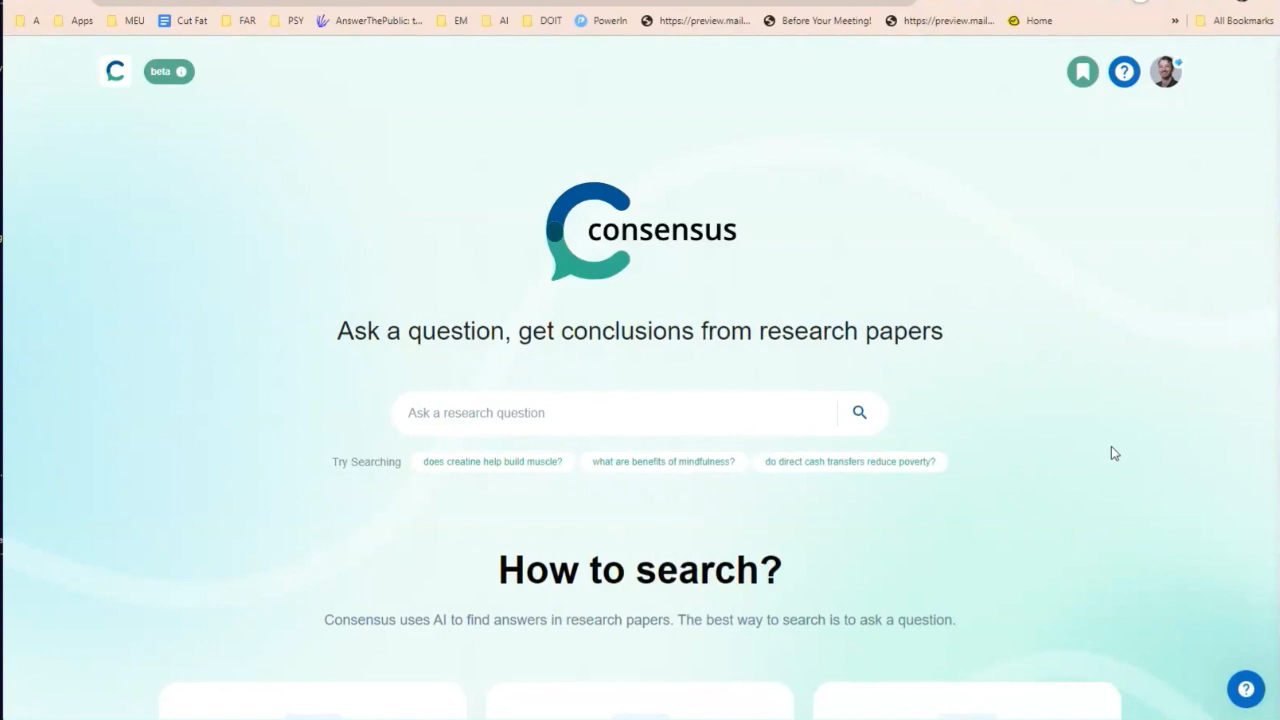 A Apps MEU Cut Fat FAR PSY AnswerThePublic: t... EM AI DOIT PowerIn https://preview.mail... Before Your Meeting! https://preview.mail... Home » All Bookmarks
C beta i
?
consensus
Ask a question, get conclusions from research papers
Ask a research question
Try Searching does creatine help build muscle? what are benefits of mindfulness? do direct cash transfers reduce poverty?
How to search?
Consensus uses AI to find answers in research papers. The best way to search is to ask a question.
?